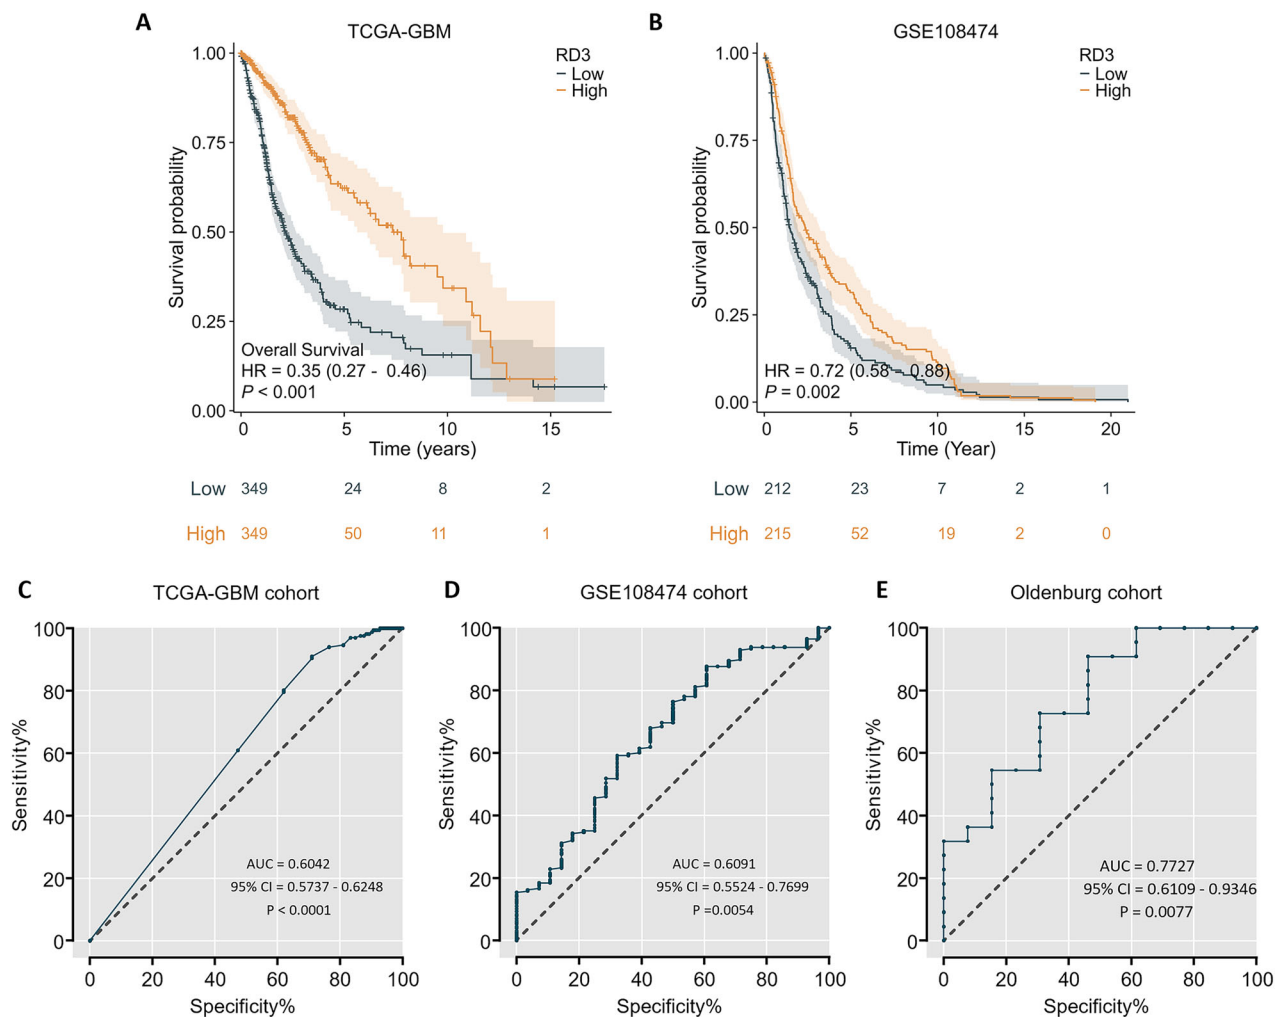 A
TCGA-GBM
RD3
Low
High
1.00
0.75
0.50
0.25
0.00
Survival probability
Overall Survival
HR = 0.35 (0.27 - 0.46)
P < 0.001
0 5 10 15
Time (years)
Low 349 24 8 2
High 349 50 11 1
B
GSE108474
RD3
Low
High
1.00
0.75
0.50
0.25
0.00
Survival probability
HR = 0.72 (0.58 - 0.88)
P = 0.002
0 5 10 15 20
Time (Year)
Low 212 23 7 2 1
High 215 52 19 2 0
C
TCGA-GBM cohort
100
80
60
40
20
0
Sensitivity%
AUC = 0.6042
95% CI = 0.5737 - 0.6248
P < 0.0001
0 20 40 60 80 100
Specificity%
D
GSE108474 cohort
100
80
60
40
20
0
Sensitivity%
AUC = 0.6091
95% CI = 0.5524 - 0.7699
P =0.0054
0 20 40 60 80 100
Specificity%
E
Oldenburg cohort
100
80
60
40
20
0
Sensitivity%
AUC = 0.7727
95% CI = 0.6109 - 0.9346
P = 0.0077
0 20 40 60 80 100
Specificity%